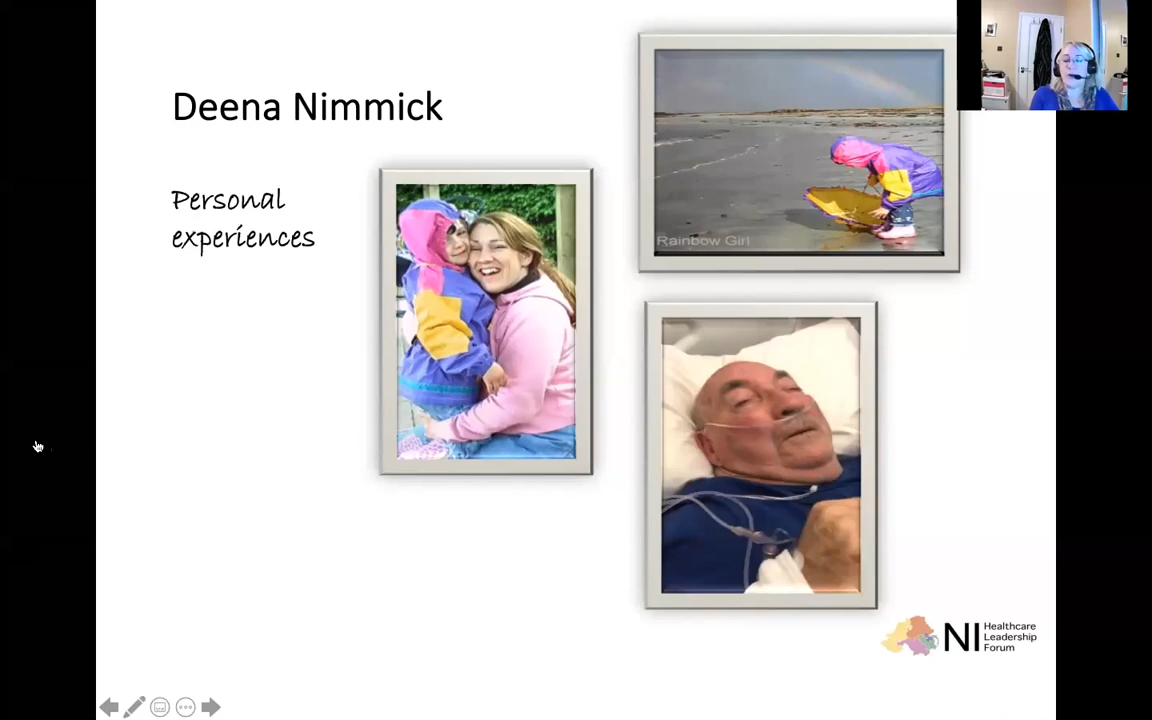 Deena Nimmick
Personal
experiences
Rainbow Girl
NI Healthcare
Leadership
Forum